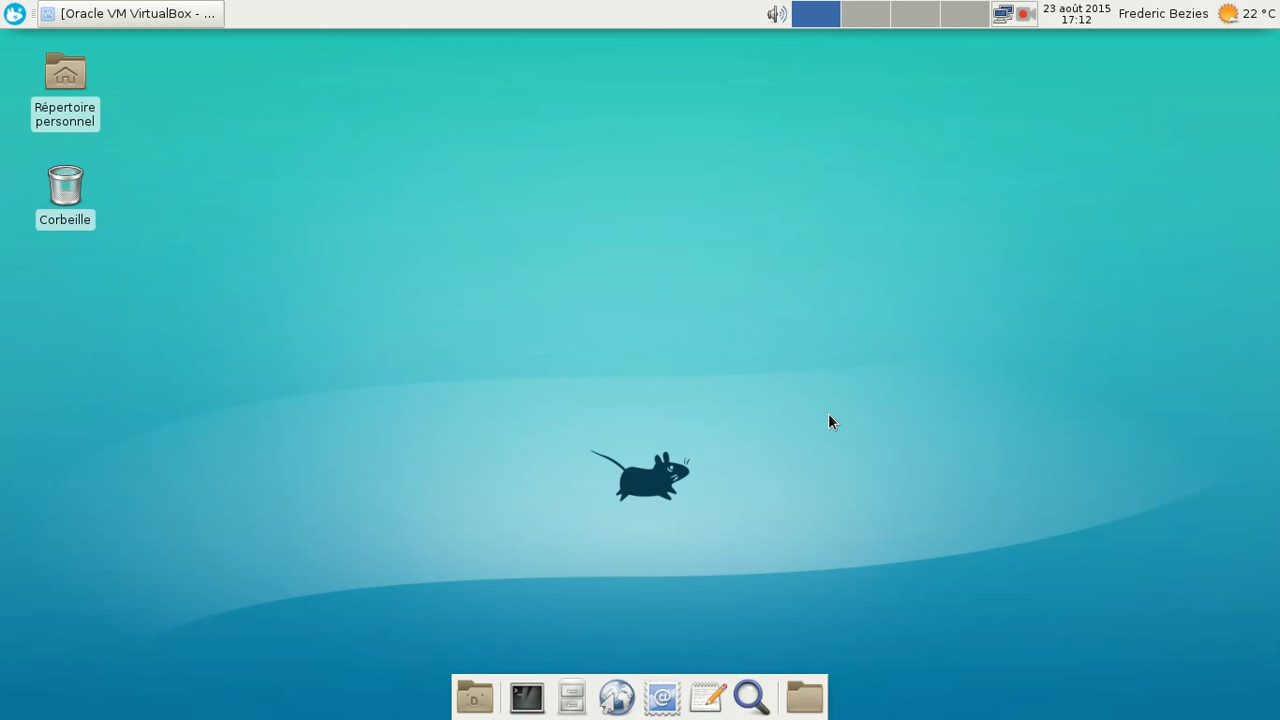 [Oracle VM VirtualBox - ...
23 août 2015
17:12
Frederic Bezies
22 °C
Répertoire
personnel
Corbeille